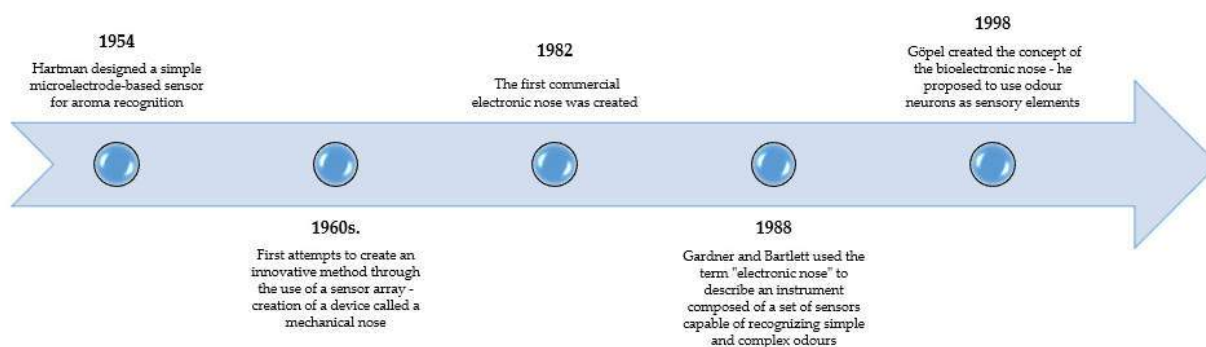 1954
Hartman designed a simple
microelectrode-based sensor
for aroma recognition
1960s.
First attempts to create an
innovative method through
the use of a sensor array -
creation of a device called a
mechanical nose
1982
The first commercial
electronic nose was created
1988
Gardner and Bartlett used the
term "electronic nose" to
describe an instrument
composed of a set of sensors
capable of recognizing simple
and complex odours
1998
Göpel created the concept of
the bioelectronic nose - he
proposed to use odour
neurons as sensory elements